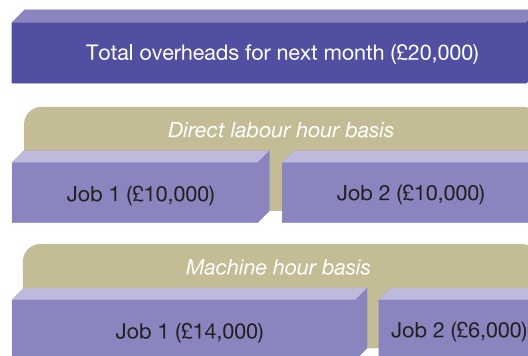 Total overheads for next month (£20,000)
Direct labour hour basis
Job 1 (£10,000)
Job 2 (£10,000)
Machine hour basis
Job 1 (£14,000)
Job 2 (£6,000)